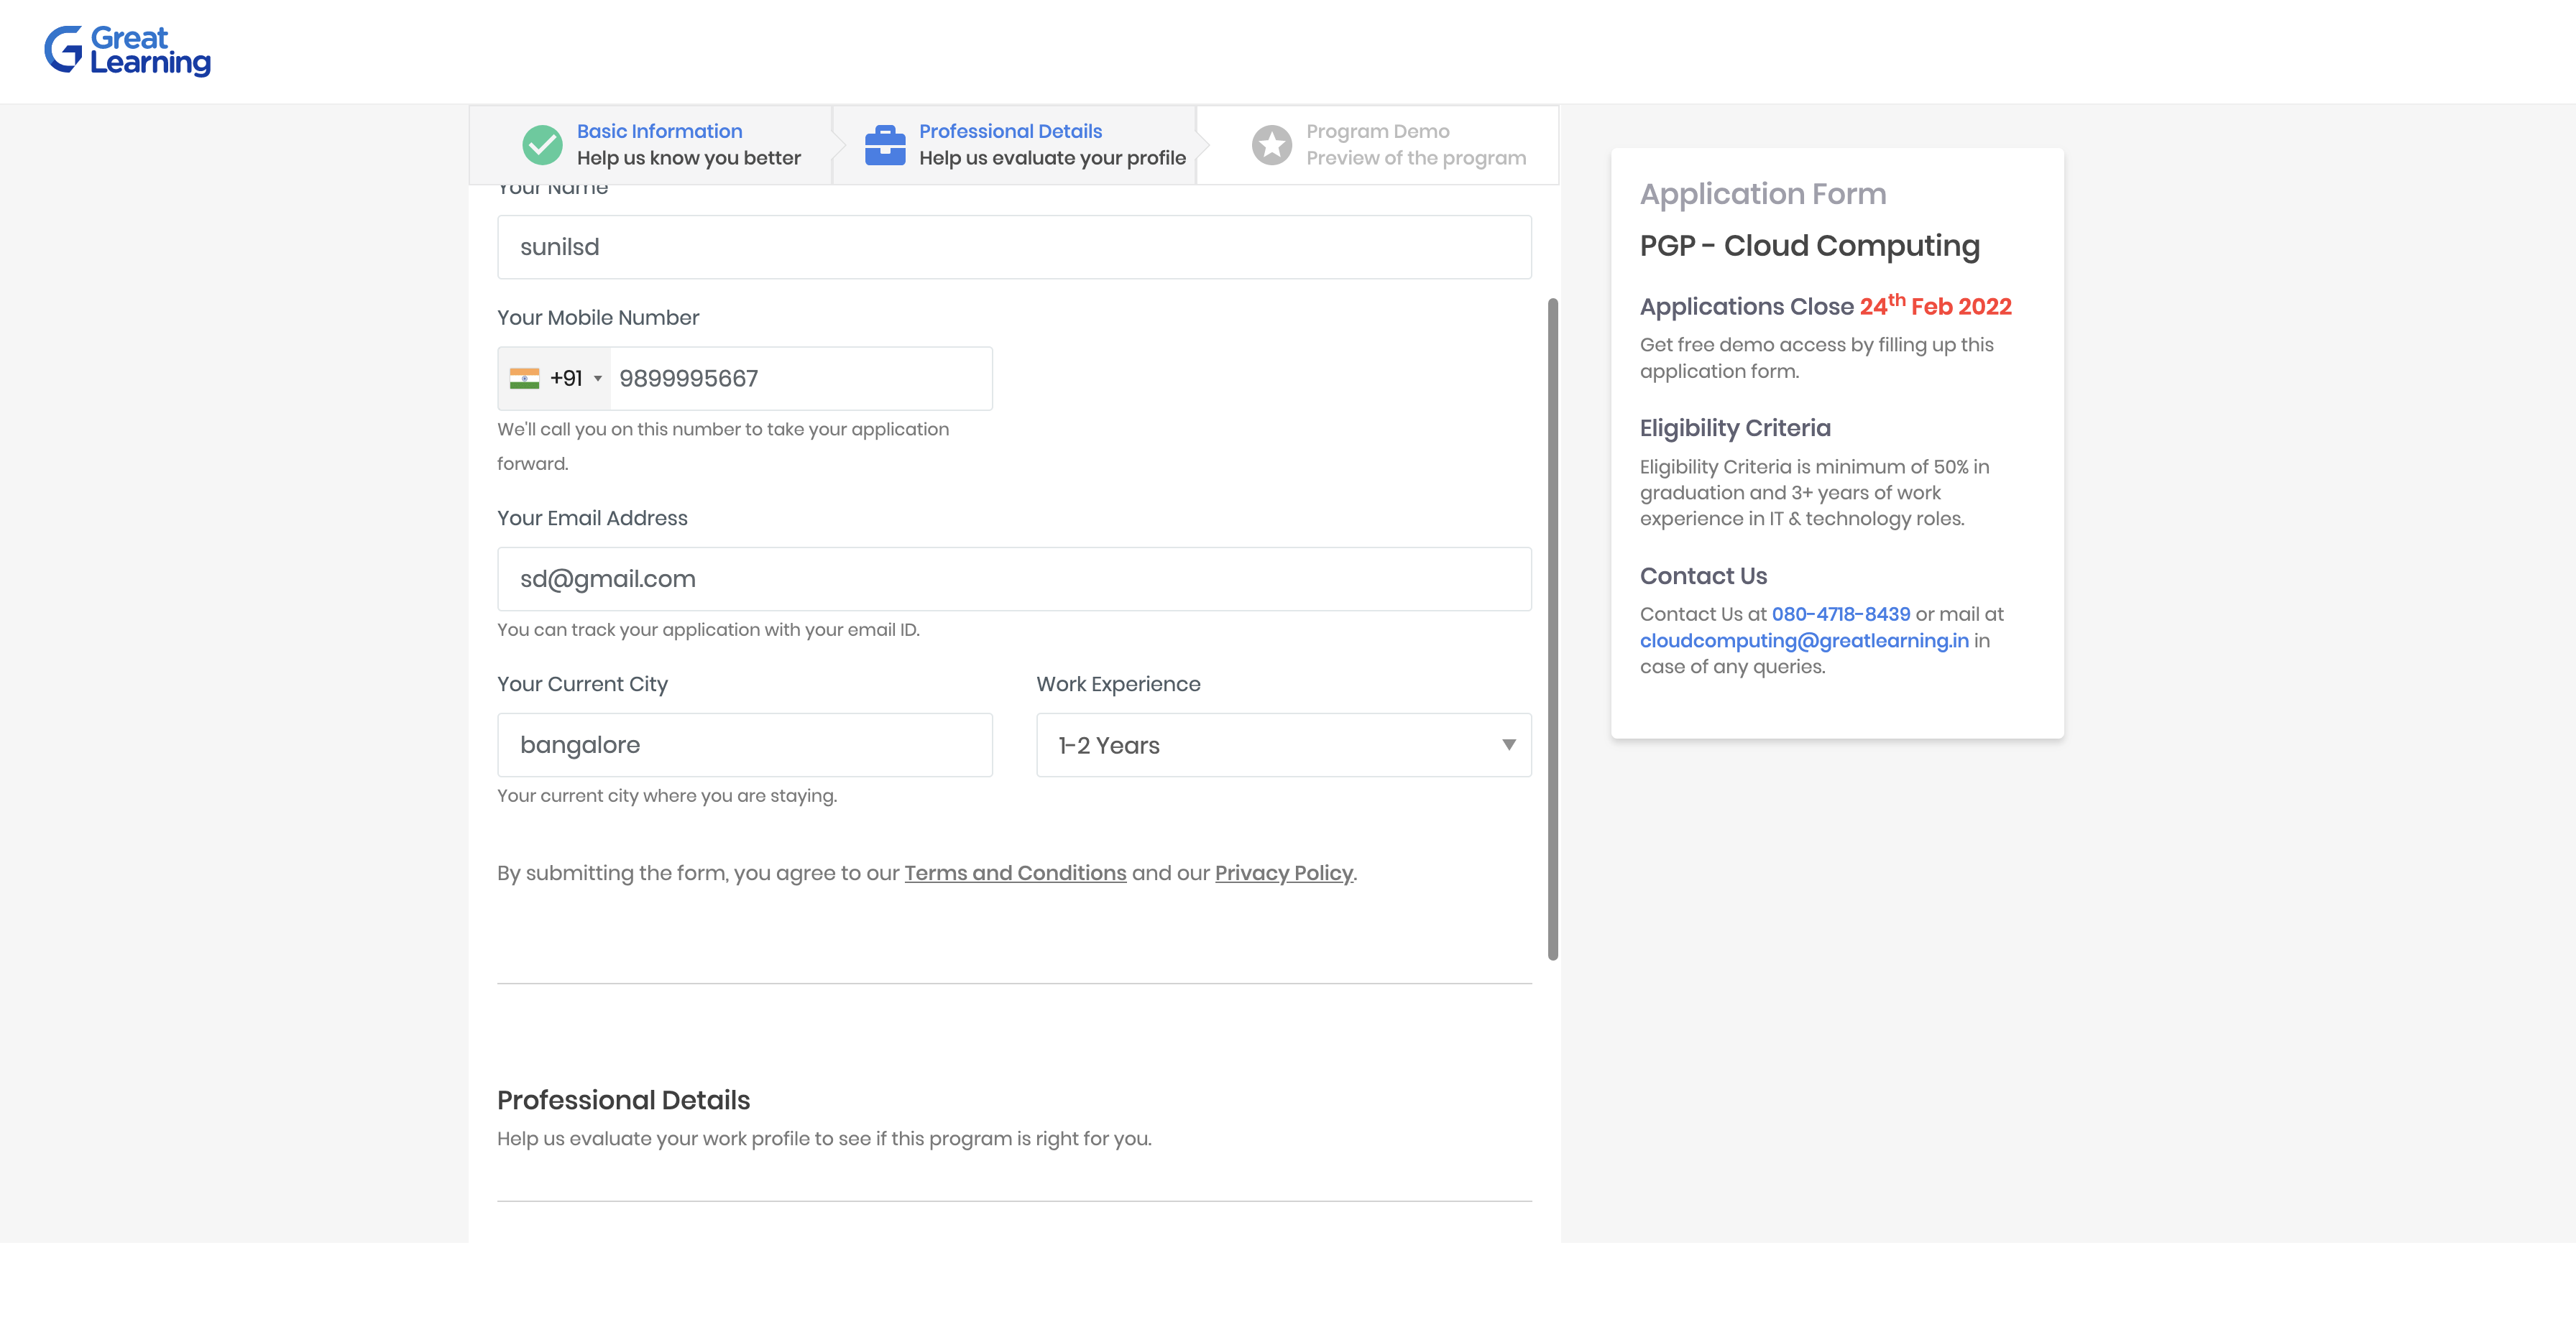 Great
Learning
Basic Information
Help us know you better
Professional Details
Help us evaluate your profile
Program Demo
Preview of the program
Your Name
sunilsd
Your Mobile Number
+91 9899995667
We'll call you on this number to take your application
forward.
Your Email Address
sd@gmail.com
You can track your application with your email ID.
Your Current City
Work Experience
bangalore
1-2 Years
Your current city where you are staying.
By submitting the form, you agree to our Terms and Conditions and our Privacy Policy.
Professional Details
Help us evaluate your work profile to see if this program is right for you.
Application Form
PGP - Cloud Computing
Applications Close 24th Feb 2022
Get free demo access by filling up this
application form.
Eligibility Criteria
Eligibility Criteria is minimum of 50% in
graduation and 3+ years of work
experience in IT & technology roles.
Contact Us
Contact Us at 080-4718-8439 or mail at
cloudcomputing@greatlearning.in in
case of any queries.